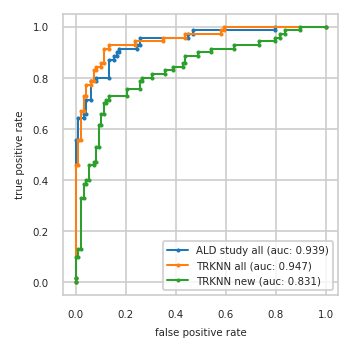 1.0
0.8
0.6
0.4
0.2
0.0
true positive rate
ALD study all (auc: 0.939)
TRKNN all (auc: 0.947)
TRKNN new (auc: 0.831)
0.0 0.2 0.4 0.6 0.8 1.0
false positive rate